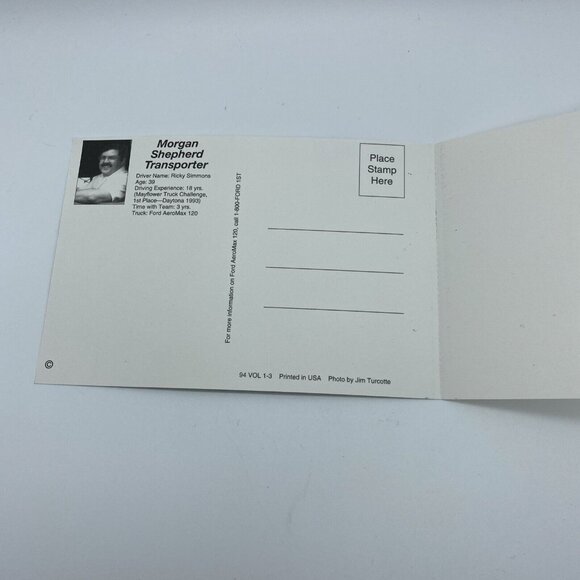 Morgan
Shepherd
Transporter
Driver Name: Ricky Simmons
Age: 39
Driving Experience: 18 yrs.
(Mayflower Truck Challenge,
1st Place—Daytona 1993)
Time with Team: 3 yrs.
Truck: Ford AeroMax 120
For more information on Ford AeroMax 120, call 1-800-FORD 1ST
Place
Stamp
Here
©
94 VOL 1-3 Printed in USA Photo by Jim Turcotte